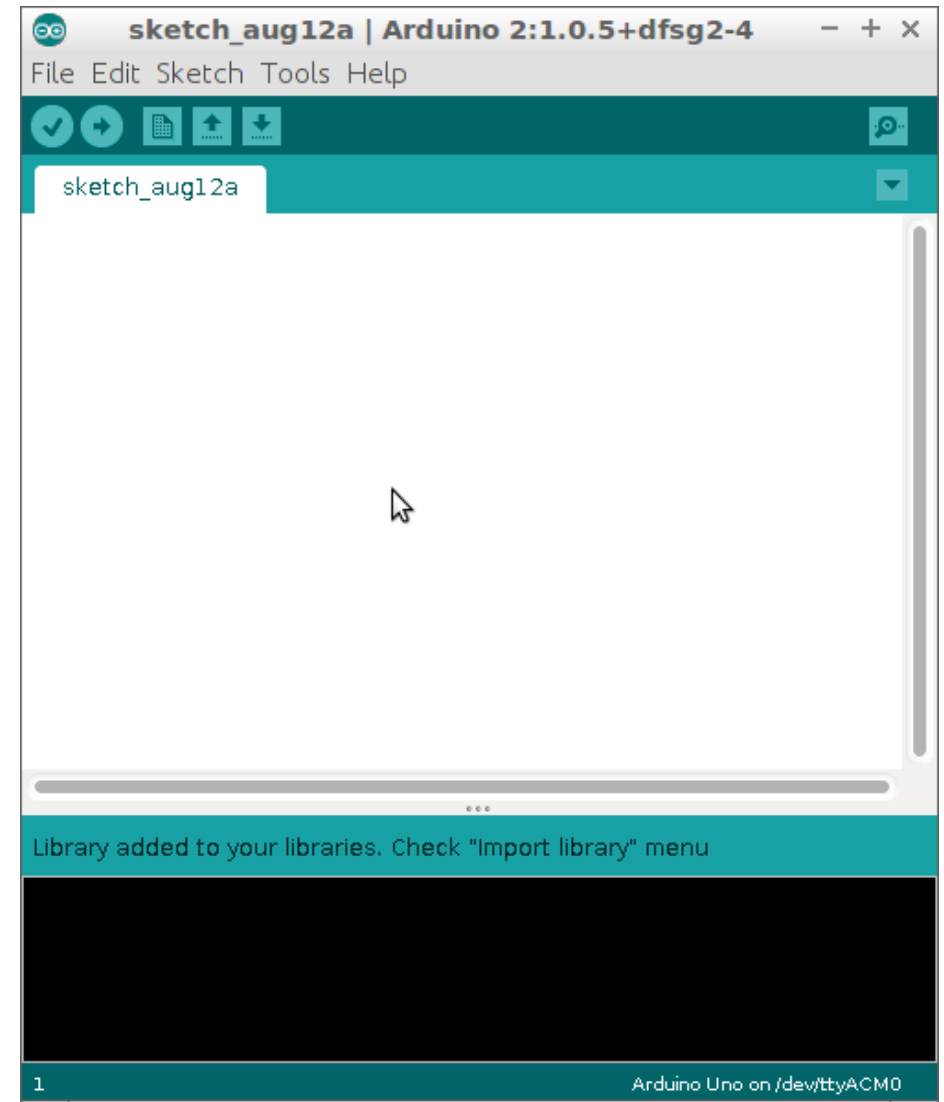 sketch_aug12a | Arduino 2:1.0.5+dfsg2-4
File Edit Sketch Tools Help
sketch_aug12a
Library added to your libraries. Check "Import library" menu
1 Arduino Uno on /dev/ttyACM0